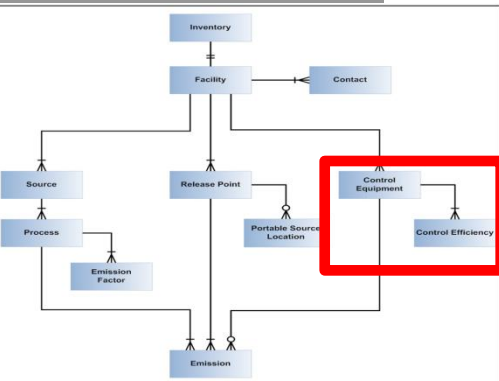 Inventory
Facility
Contact
Source
Release Point
Control
Equipment
Process
Portable Source
Location
Control Efficiency
Emission
Factor
Emission